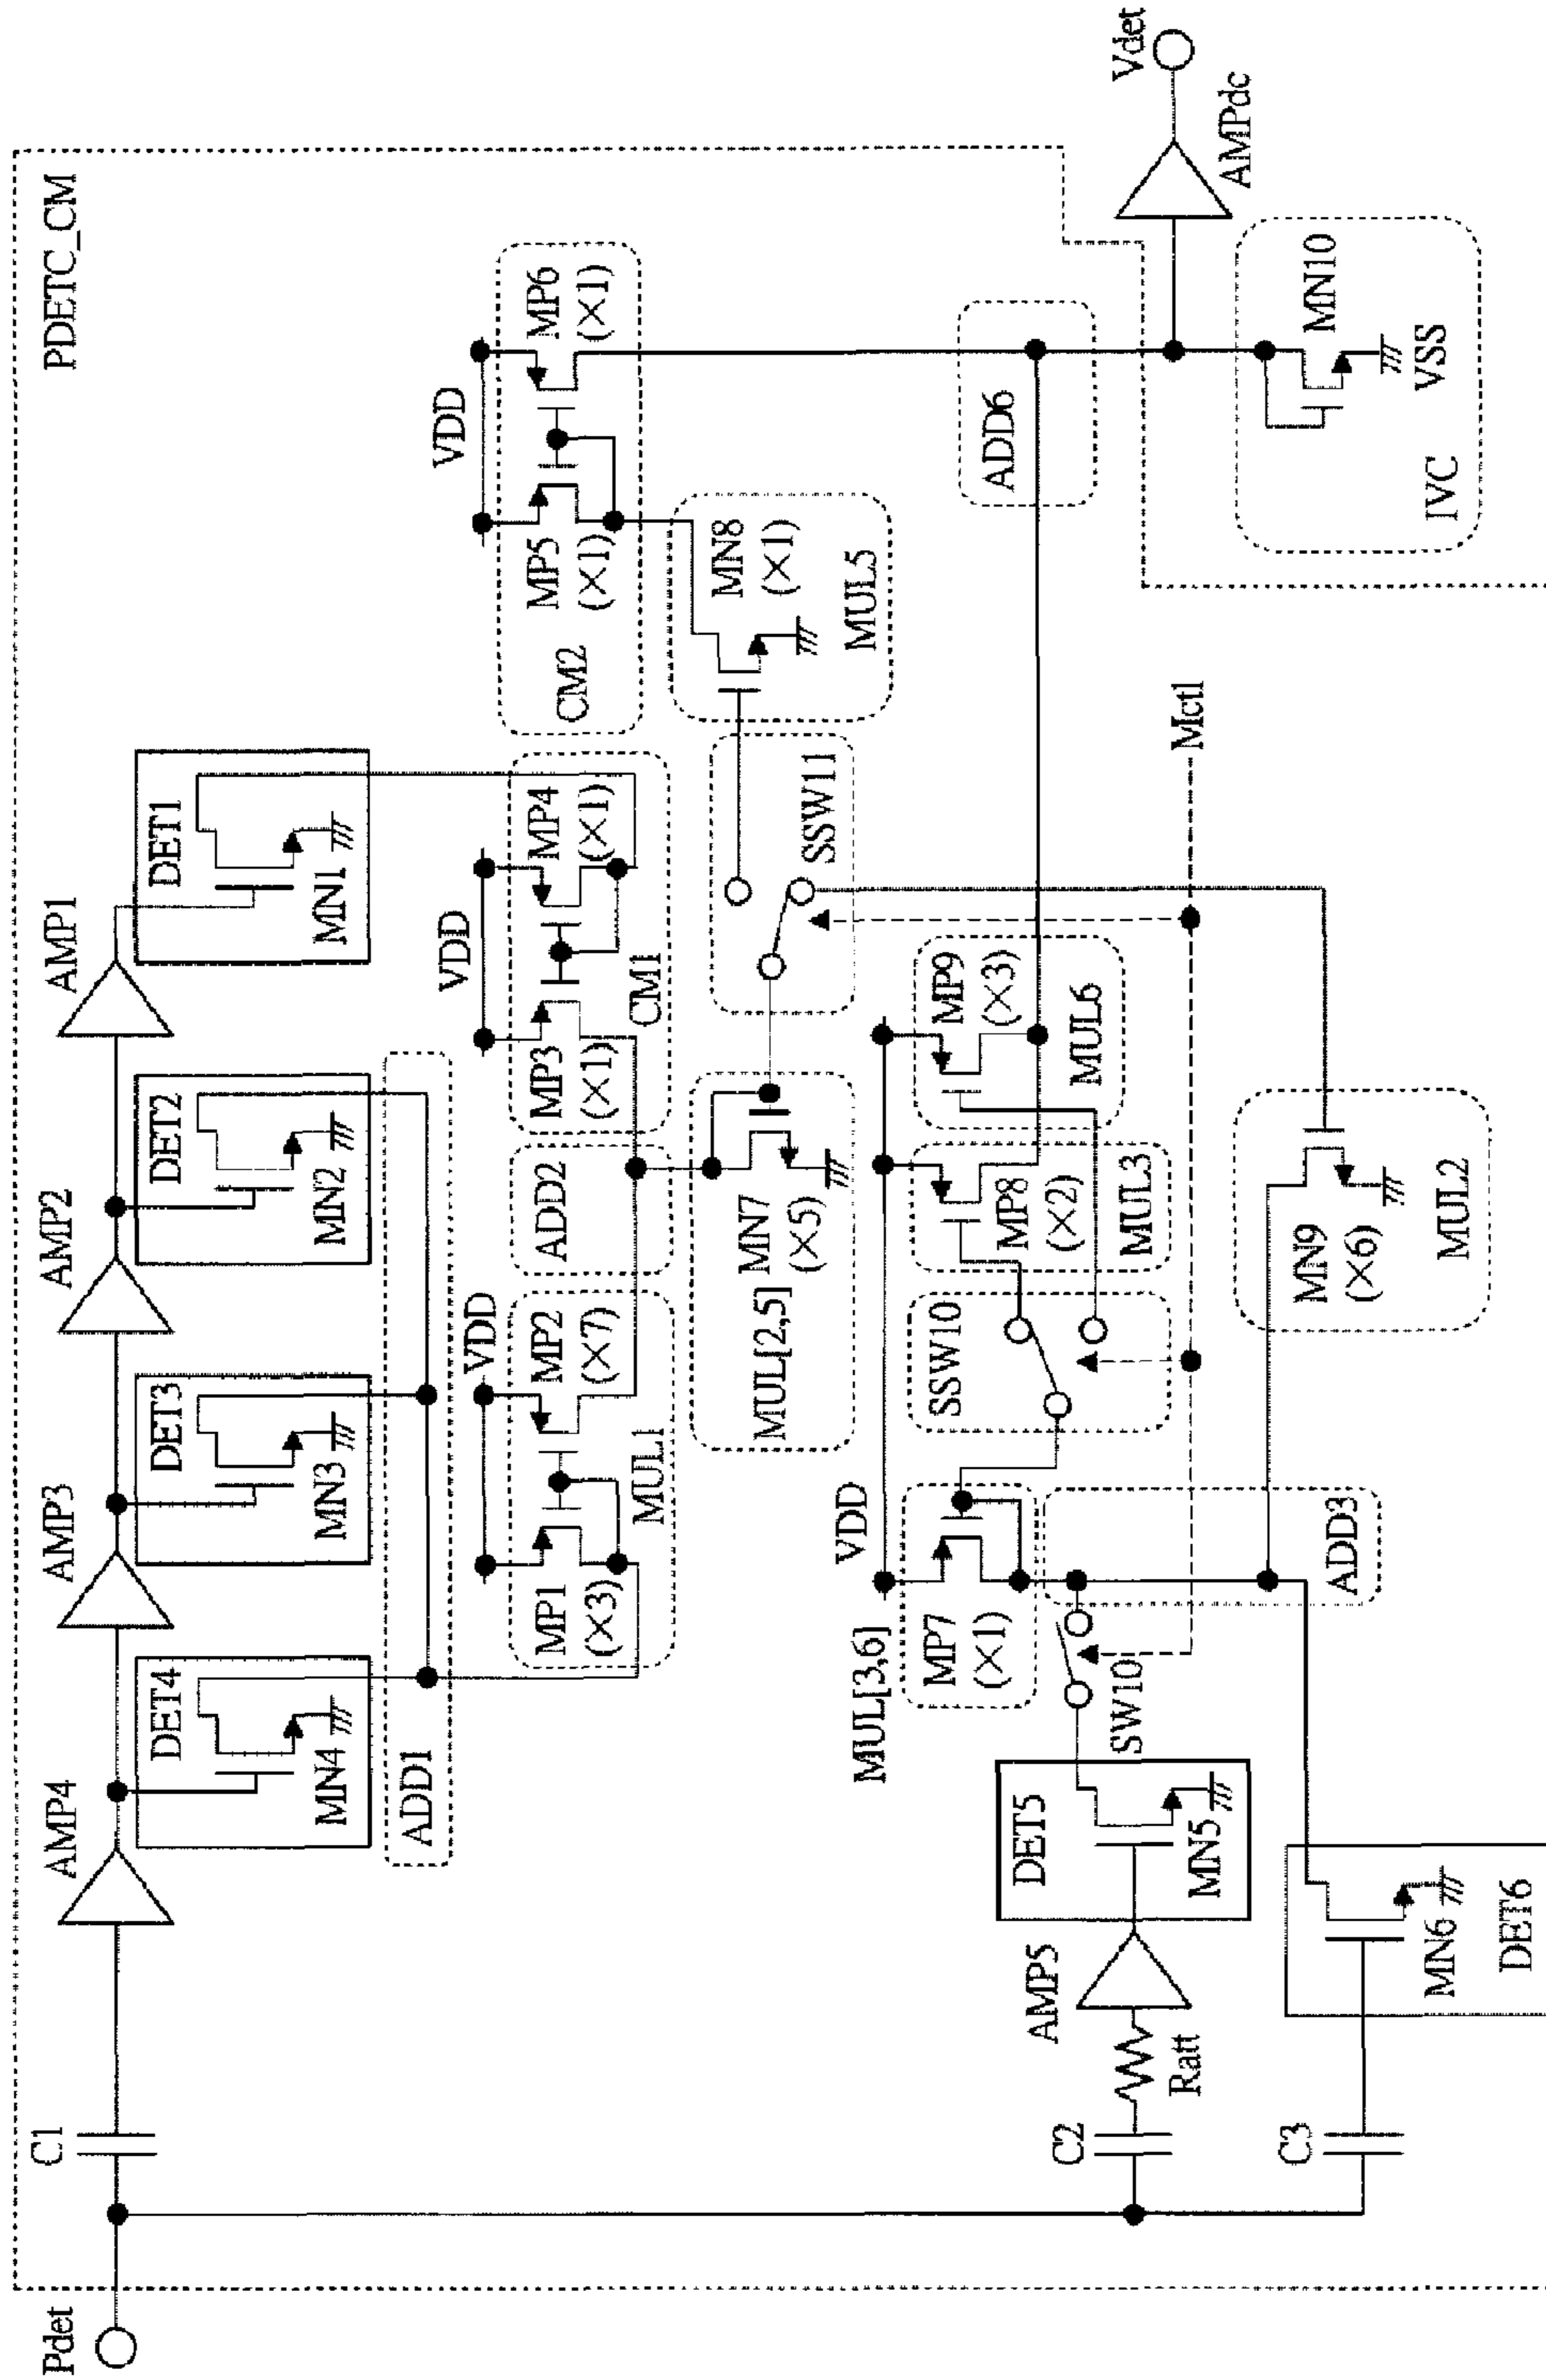 PDETC_CM
Pdet
C1
AMP4
AMP3
AMP2
AMP1
DET4
MN4
DET3
MN3
DET2
MN2
DET1
MN1
ADD1
VDD
MP1
(×3)
MP2
(×7)
MUL1
ADD2
VDD
MP3
(×1)
MP4
(×1)
CM1
VDD
MP5
(×1)
MP6
(×1)
CM2
MN7
(×5)
MUL[2,5]
SSW11
MN8
(×1)
MUL5
MUL[3,6]
VDD
MP7
(×1)
SSW10
MP8
(×2)
MUL3
MP9
(×3)
MUL6
ADD6
SW10
ADD3
Mctl
C2
Ratt
AMP5
DET5
MN5
C3
MN6
DET6
MN9
(×6)
MUL2
Vdet
AMPdc
MN10
VSS
IVC